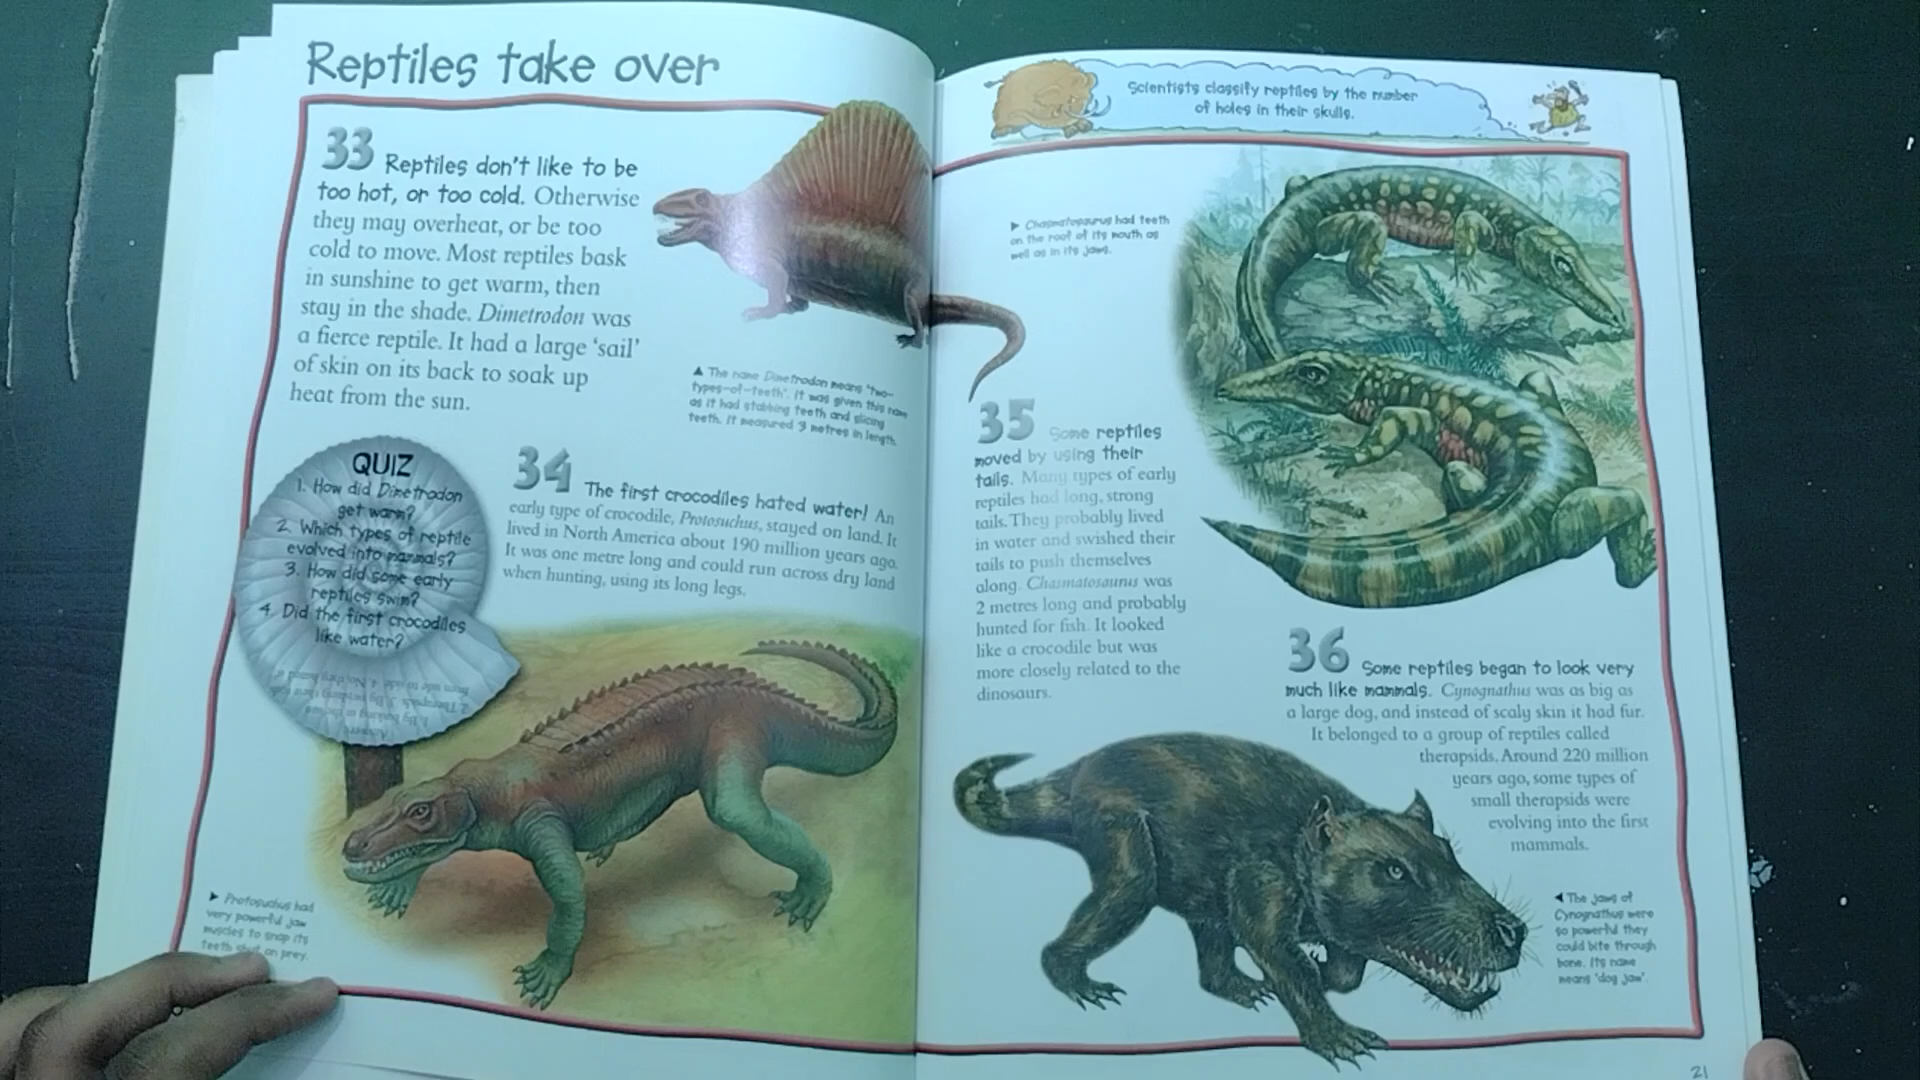 Reptiles take over
33 Reptiles don't like to be
too hot, or too cold. Otherwise
they may overheat, or be too
cold to move. Most reptiles bask
in sunshine to get warm, then
stay in the shade. Dimetrodon was
a fierce reptile. It had a large 'sail'
of skin on its back to soak up
heat from the sun.
▲ The name Dimetrodon means 'two-
types-of-teeth'. It was given this name
as it had stabbing teeth and slicing
teeth. It measured 3 metres in length.
QUIZ
1. How did Dimetrodon
get warm?
2. Which types of reptile
evolved into mammals?
3. How did some early
reptiles swim?
4. Did the first crocodiles
like water?
34 The first crocodiles hated water! An
early type of crocodile, Protosuchus, stayed on land. It
lived in North America about 190 million years ago.
It was one metre long and could run across dry land
when hunting, using its long legs.
► Protosuchus had
very powerful jaw
muscles to snap its
teeth shut on prey.
Scientists classify reptiles by the number
of holes in their skulls.
► Chasmatosaurus had teeth
on the roof of its mouth as
well as in its jaws.
35 Some reptiles
moved by using their
tails. Many types of early
reptiles had long, strong
tails. They probably lived
in water and swished their
tails to push themselves
along. Chasmatosaurus was
2 metres long and probably
hunted for fish. It looked
like a crocodile but was
more closely related to the
dinosaurs.
36 Some reptiles began to look very
much like mammals. Cynognathus was as big as
a large dog, and instead of scaly skin it had fur.
It belonged to a group of reptiles called
therapsids. Around 220 million
years ago, some types of
small therapsids were
evolving into the first
mammals.
◄ The jaws of
Cynognathus were
so powerful they
could bite through
bone. Its name
means 'dog jaw'.
21